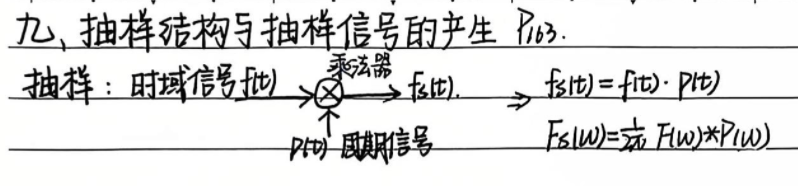 九、抽样结构与抽样信号的产生 P163.
乘法器
抽样：时域信号f(t) → ⊗ → fs(t). ⇒ fs(t)=f(t)·P(t)
P(t) 周期信号 Fs(w)=1/2π F(w)*P(w)